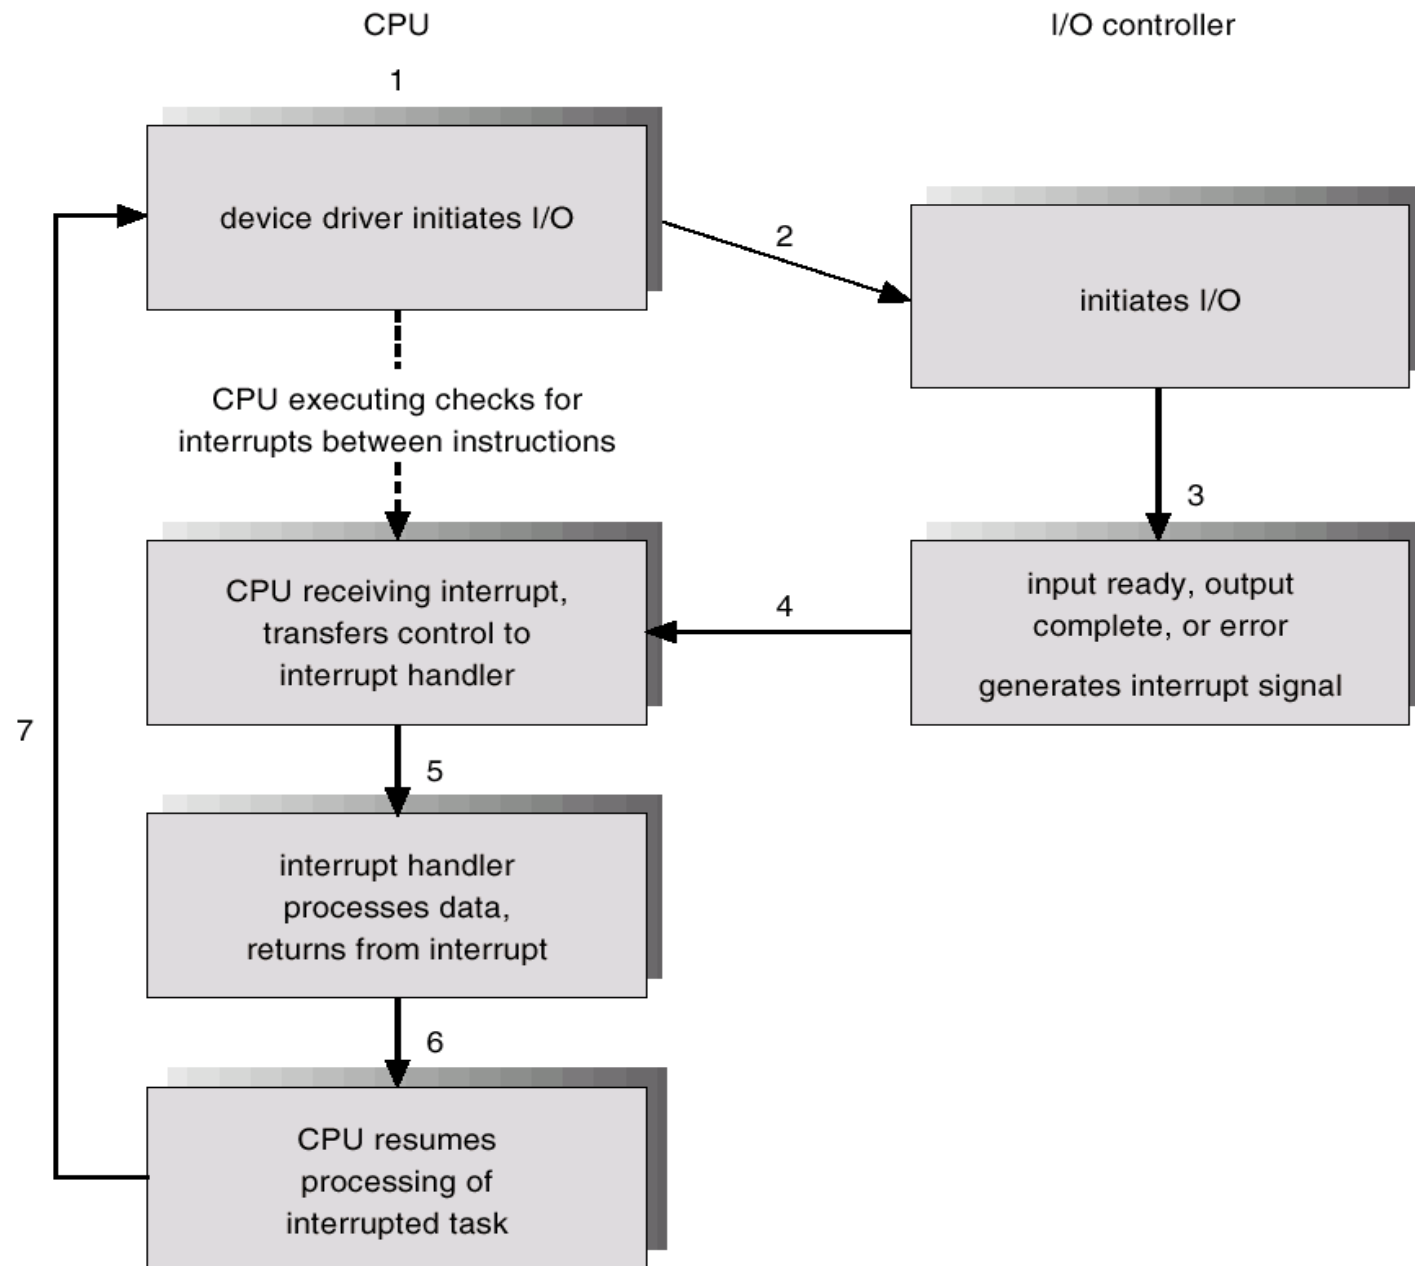 CPU
I/O controller
1
device driver initiates I/O
2
initiates I/O
CPU executing checks for
interrupts between instructions
3
CPU receiving interrupt,
transfers control to
interrupt handler
4
input ready, output
complete, or error
generates interrupt signal
7
5
interrupt handler
processes data,
returns from interrupt
6
CPU resumes
processing of
interrupted task